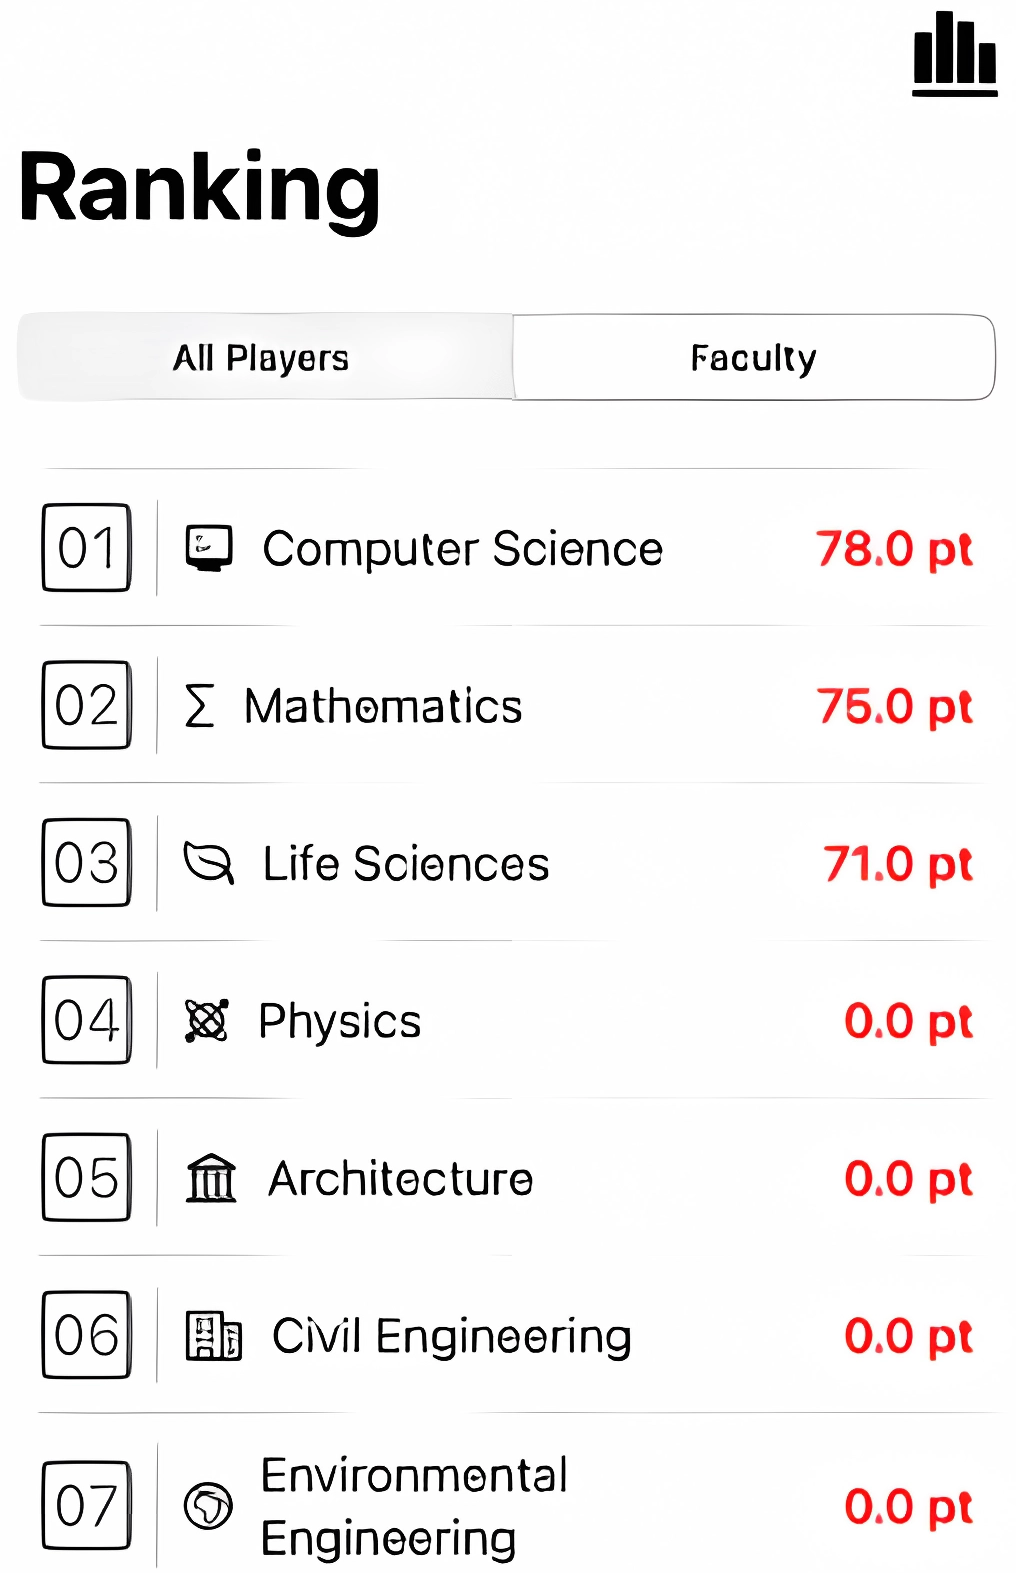 Ranking
All Players
Faculty
01 Computer Science 78.0 pt
02 Mathematics 75.0 pt
03 Life Sciences 71.0 pt
04 Physics 0.0 pt
05 Architecture 0.0 pt
06 Civil Engineering 0.0 pt
07 Environmental
Engineering 0.0 pt